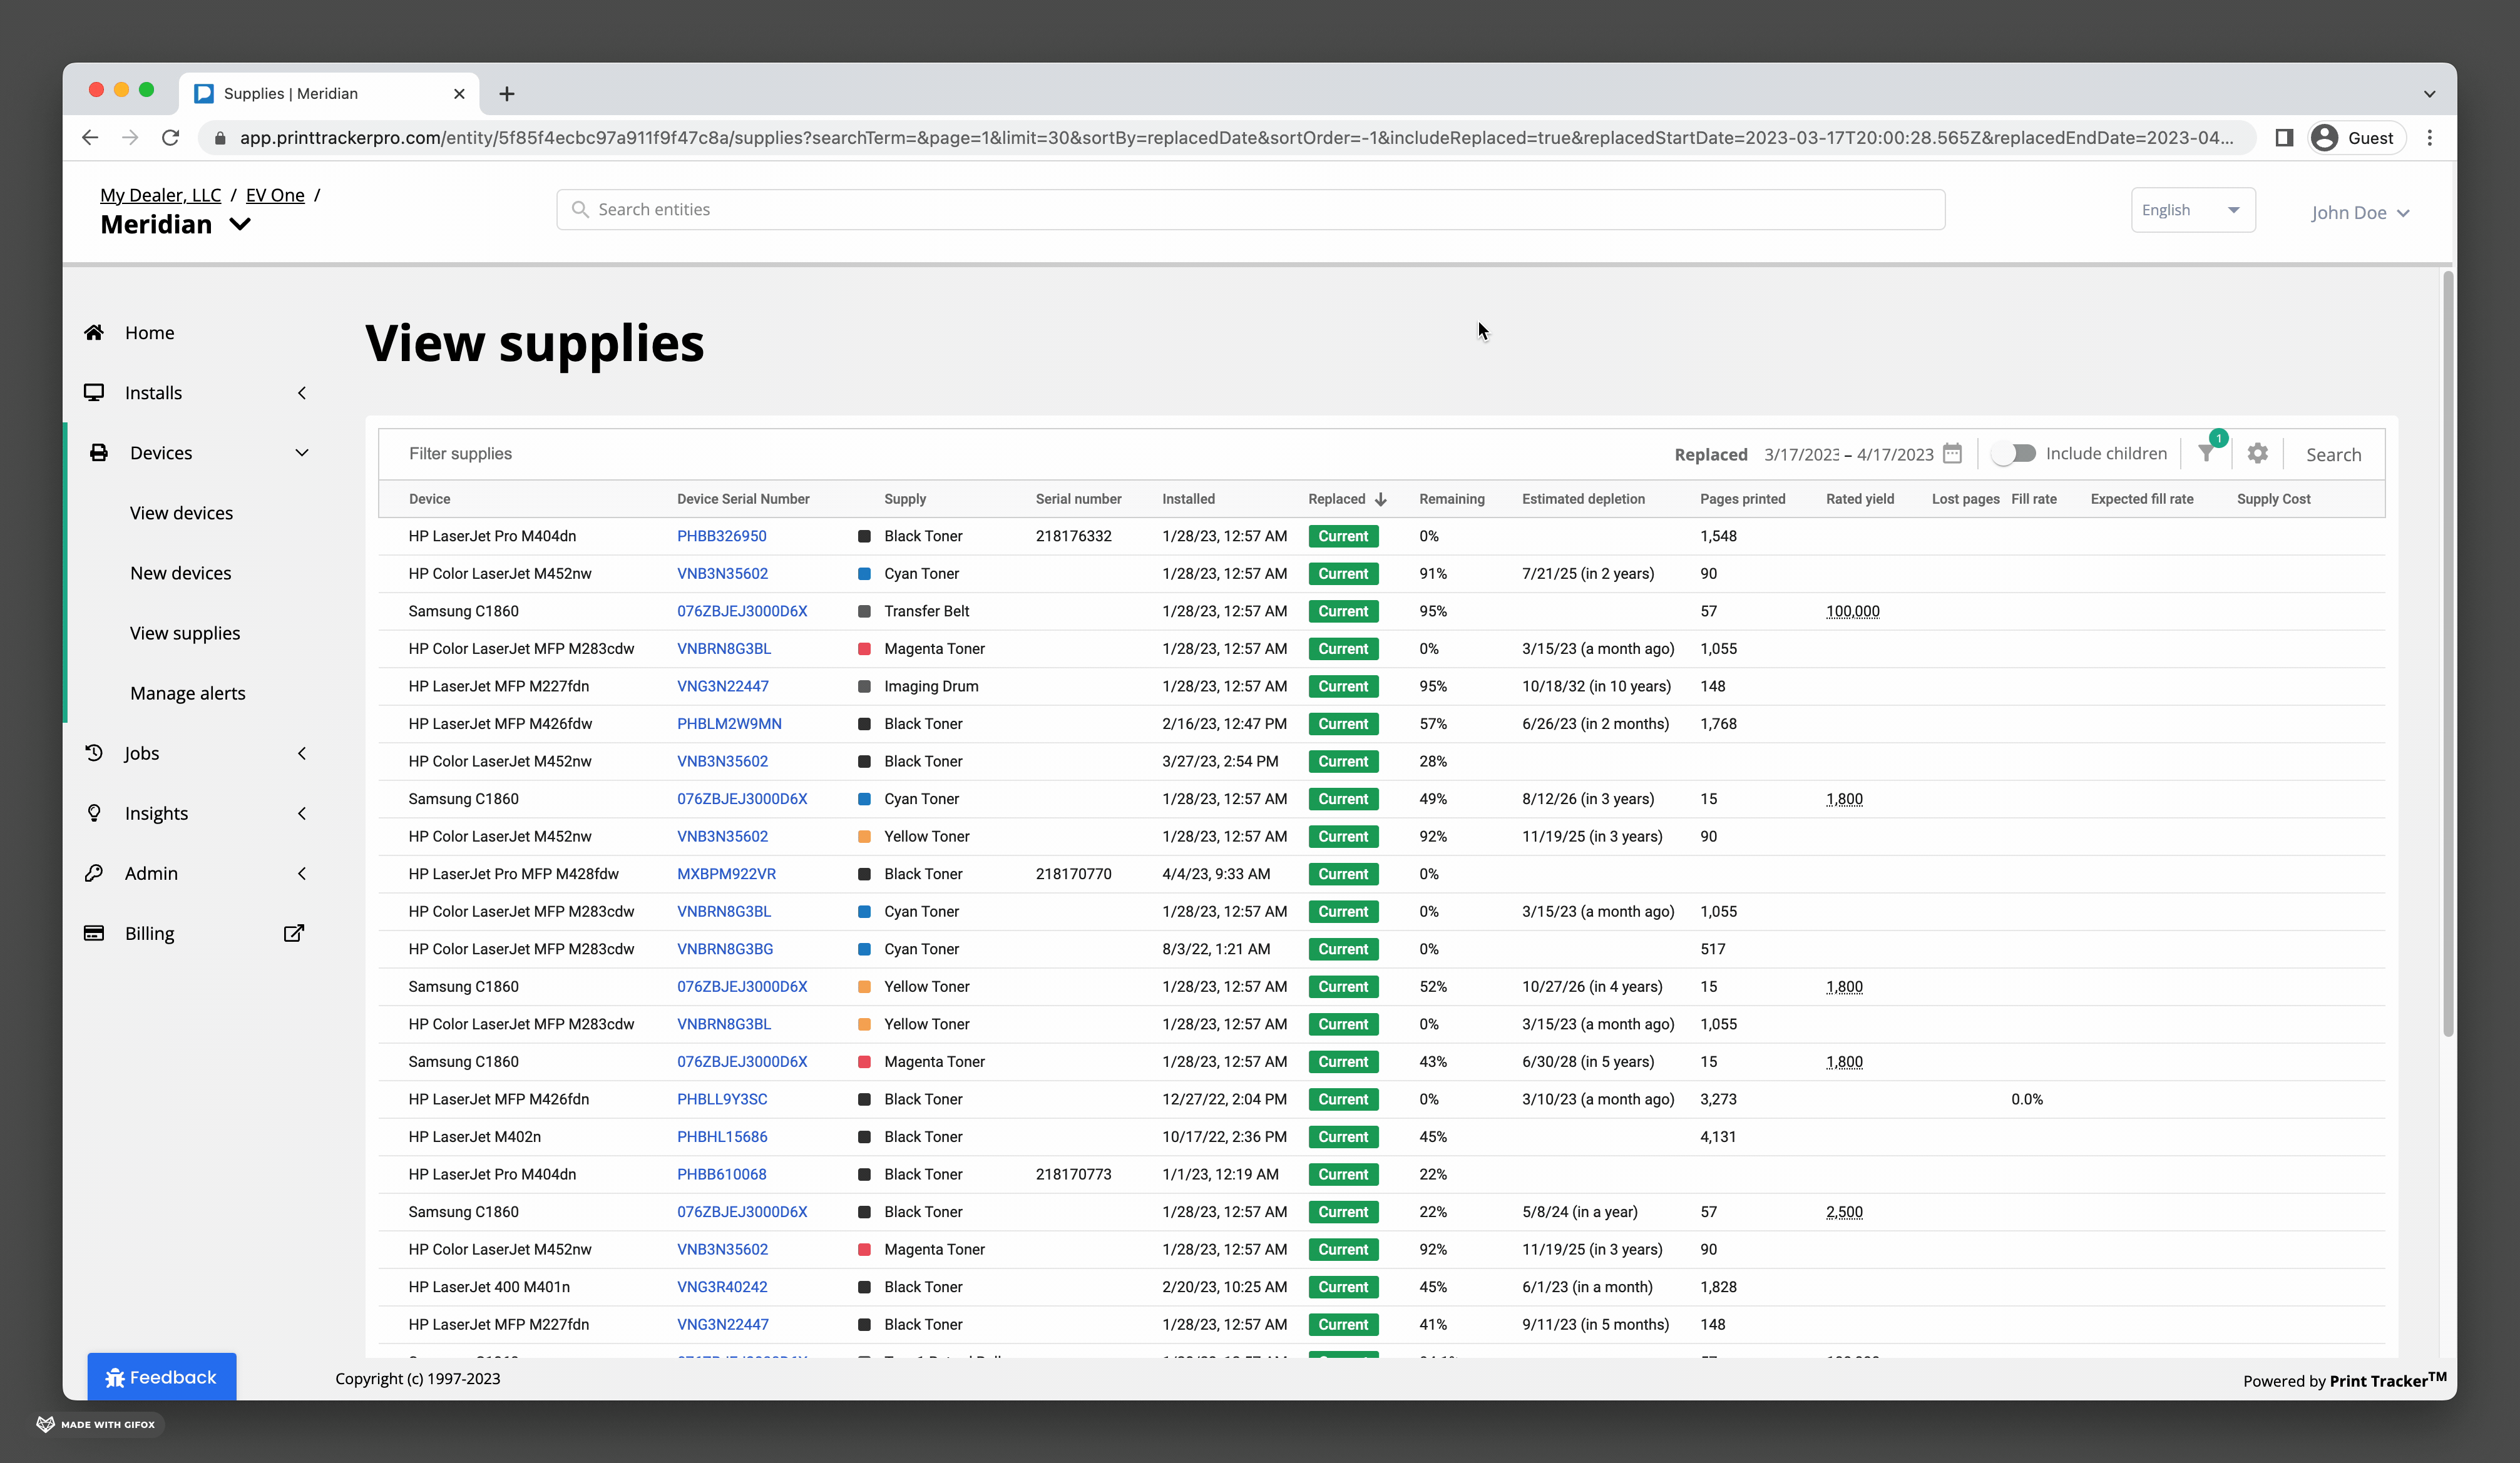 Supplies | Meridian
app.printtrackerpro.com/entity/5f85f4ecbc97a911f9f47c8a/supplies?searchTerm=&page=1&limit=30&sortBy=replacedDate&sortOrder=-1&includeReplaced=true&replacedStartDate=2023-03-17T20:00:28.565Z&replacedEndDate=2023-04...
Guest
My Dealer, LLC / EV One /
Meridian
Search entities
English
John Doe
Home
Installs
Devices
View devices
New devices
View supplies
Manage alerts
Jobs
Insights
Admin
Billing
View supplies
Filter supplies Replaced 3/17/2023 – 4/17/2023 Include children 1 Search
Device Device Serial Number Supply Serial number Installed Replaced Remaining Estimated depletion Pages printed Rated yield Lost pages Fill rate Expected fill rate Supply Cost
HP LaserJet Pro M404dn PHBB326950 Black Toner 218176332 1/28/23, 12:57 AM Current 0% 1,548
HP Color LaserJet M452nw VNB3N35602 Cyan Toner 1/28/23, 12:57 AM Current 91% 7/21/25 (in 2 years) 90
Samsung C1860 076ZBJEJ3000D6X Transfer Belt 1/28/23, 12:57 AM Current 95% 57 100,000
HP Color LaserJet MFP M283cdw VNBRN8G3BL Magenta Toner 1/28/23, 12:57 AM Current 0% 3/15/23 (a month ago) 1,055
HP LaserJet MFP M227fdn VNG3N22447 Imaging Drum 1/28/23, 12:57 AM Current 95% 10/18/32 (in 10 years) 148
HP LaserJet MFP M426fdw PHBLM2W9MN Black Toner 2/16/23, 12:47 PM Current 57% 6/26/23 (in 2 months) 1,768
HP Color LaserJet M452nw VNB3N35602 Black Toner 3/27/23, 2:54 PM Current 28%
Samsung C1860 076ZBJEJ3000D6X Cyan Toner 1/28/23, 12:57 AM Current 49% 8/12/26 (in 3 years) 15 1,800
HP Color LaserJet M452nw VNB3N35602 Yellow Toner 1/28/23, 12:57 AM Current 92% 11/19/25 (in 3 years) 90
HP LaserJet Pro MFP M428fdw MXBPM922VR Black Toner 218170770 4/4/23, 9:33 AM Current 0%
HP Color LaserJet MFP M283cdw VNBRN8G3BL Cyan Toner 1/28/23, 12:57 AM Current 0% 3/15/23 (a month ago) 1,055
HP Color LaserJet MFP M283cdw VNBRN8G3BG Cyan Toner 8/3/22, 1:21 AM Current 0% 517
Samsung C1860 076ZBJEJ3000D6X Yellow Toner 1/28/23, 12:57 AM Current 52% 10/27/26 (in 4 years) 15 1,800
HP Color LaserJet MFP M283cdw VNBRN8G3BL Yellow Toner 1/28/23, 12:57 AM Current 0% 3/15/23 (a month ago) 1,055
Samsung C1860 076ZBJEJ3000D6X Magenta Toner 1/28/23, 12:57 AM Current 43% 6/30/28 (in 5 years) 15 1,800
HP LaserJet MFP M426fdn PHBLL9Y3SC Black Toner 12/27/22, 2:04 PM Current 0% 3/10/23 (a month ago) 3,273 0.0%
HP LaserJet M402n PHBHL15686 Black Toner 10/17/22, 2:36 PM Current 45% 4,131
HP LaserJet Pro M404dn PHBB610068 Black Toner 218170773 1/1/23, 12:19 AM Current 22%
Samsung C1860 076ZBJEJ3000D6X Black Toner 1/28/23, 12:57 AM Current 22% 5/8/24 (in a year) 57 2,500
HP Color LaserJet M452nw VNB3N35602 Magenta Toner 1/28/23, 12:57 AM Current 92% 11/19/25 (in 3 years) 90
HP LaserJet 400 M401n VNG3R40242 Black Toner 2/20/23, 10:25 AM Current 45% 6/1/23 (in a month) 1,828
HP LaserJet MFP M227fdn VNG3N22447 Black Toner 1/28/23, 12:57 AM Current 41% 9/11/23 (in 5 months) 148
Feedback
Copyright (c) 1997-2023
Powered by Print Tracker™
MADE WITH GIFOX